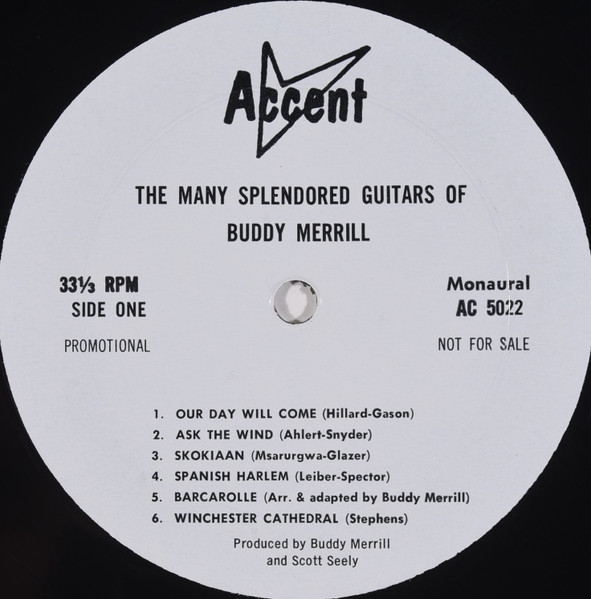 Accent
THE MANY SPLENDORED GUITARS OF
BUDDY MERRILL
33⅓ RPM
SIDE ONE
PROMOTIONAL
Monaural
AC 5022
NOT FOR SALE
1. OUR DAY WILL COME (Hillard-Gason)
2. ASK THE WIND (Ahlert-Snyder)
3. SKOKIAAN (Msarurgwa-Glazer)
4. SPANISH HARLEM (Leiber-Spector)
5. BARCAROLLE (Arr. & adapted by Buddy Merrill)
6. WINCHESTER CATHEDRAL (Stephens)
Produced by Buddy Merrill
and Scott Seely